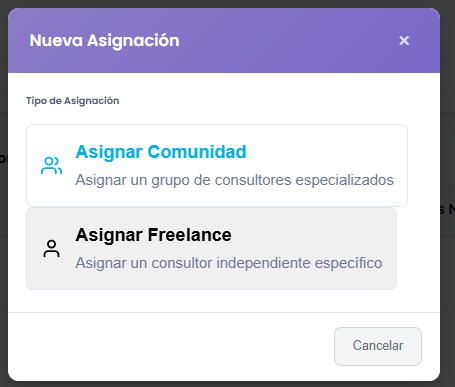 Nueva Asignación
Tipo de Asignación
Asignar Comunidad
Asignar un grupo de consultores especializados
Asignar Freelance
Asignar un consultor independiente específico
Cancelar